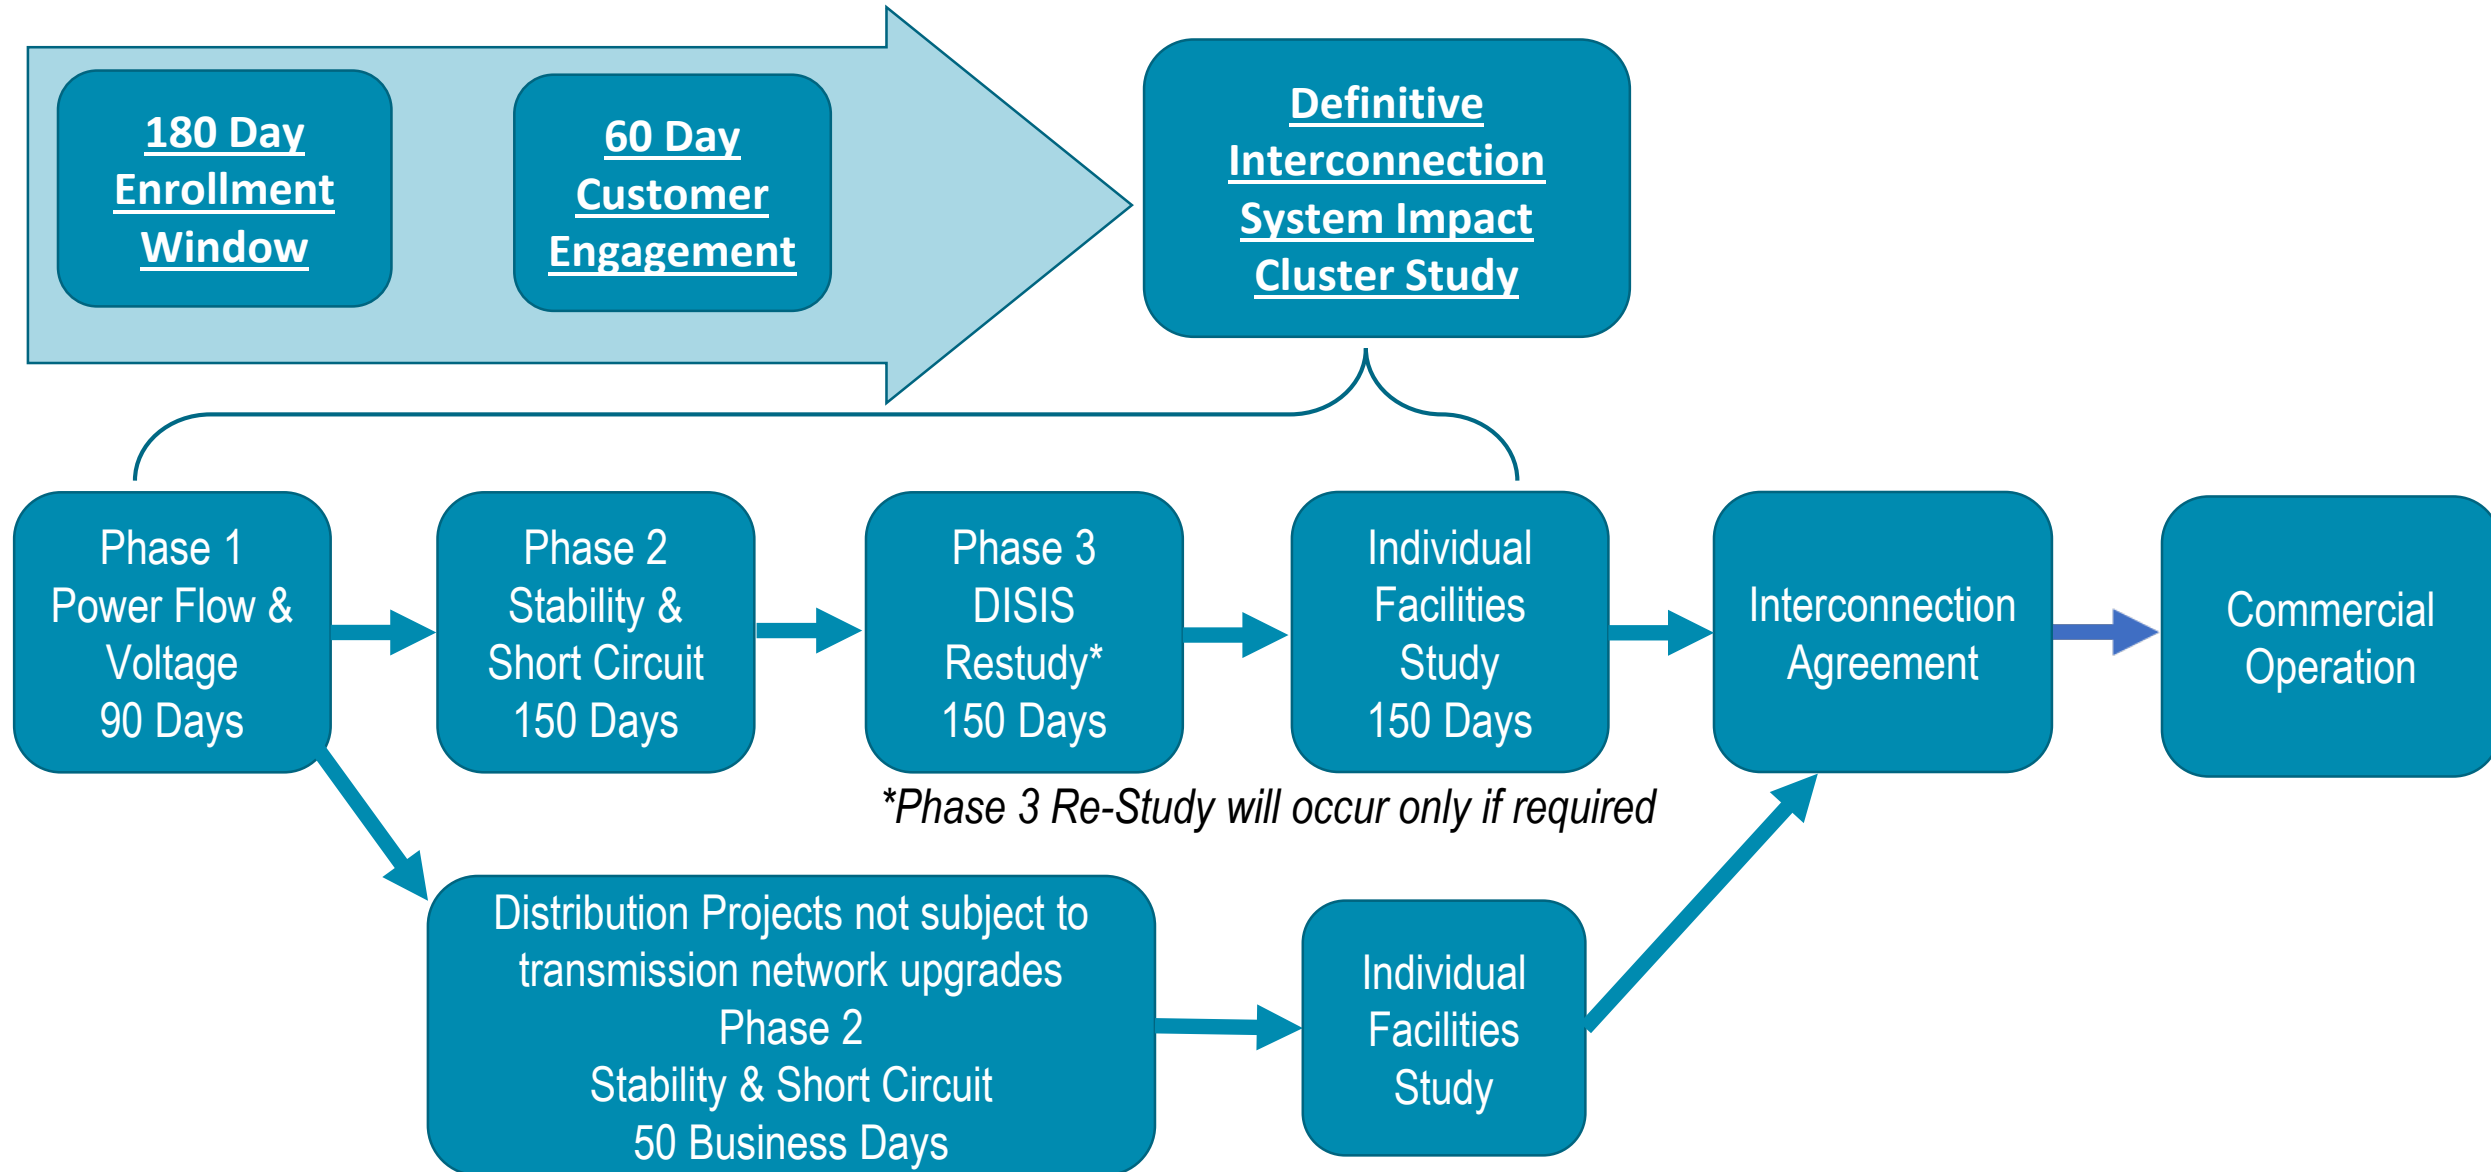 180 Day
Enrollment
Window
60 Day
Customer
Engagement
Definitive
Interconnection
System Impact
Cluster Study
Phase 1
Power Flow &
Voltage
90 Days
Phase 2
Stability &
Short Circuit
150 Days
Phase 3
DISIS
Restudy*
150 Days
Individual
Facilities
Study
150 Days
Interconnection
Agreement
Commercial
Operation
*Phase 3 Re-Study will occur only if required
Distribution Projects not subject to
transmission network upgrades
Phase 2
Stability & Short Circuit
50 Business Days
Individual
Facilities
Study